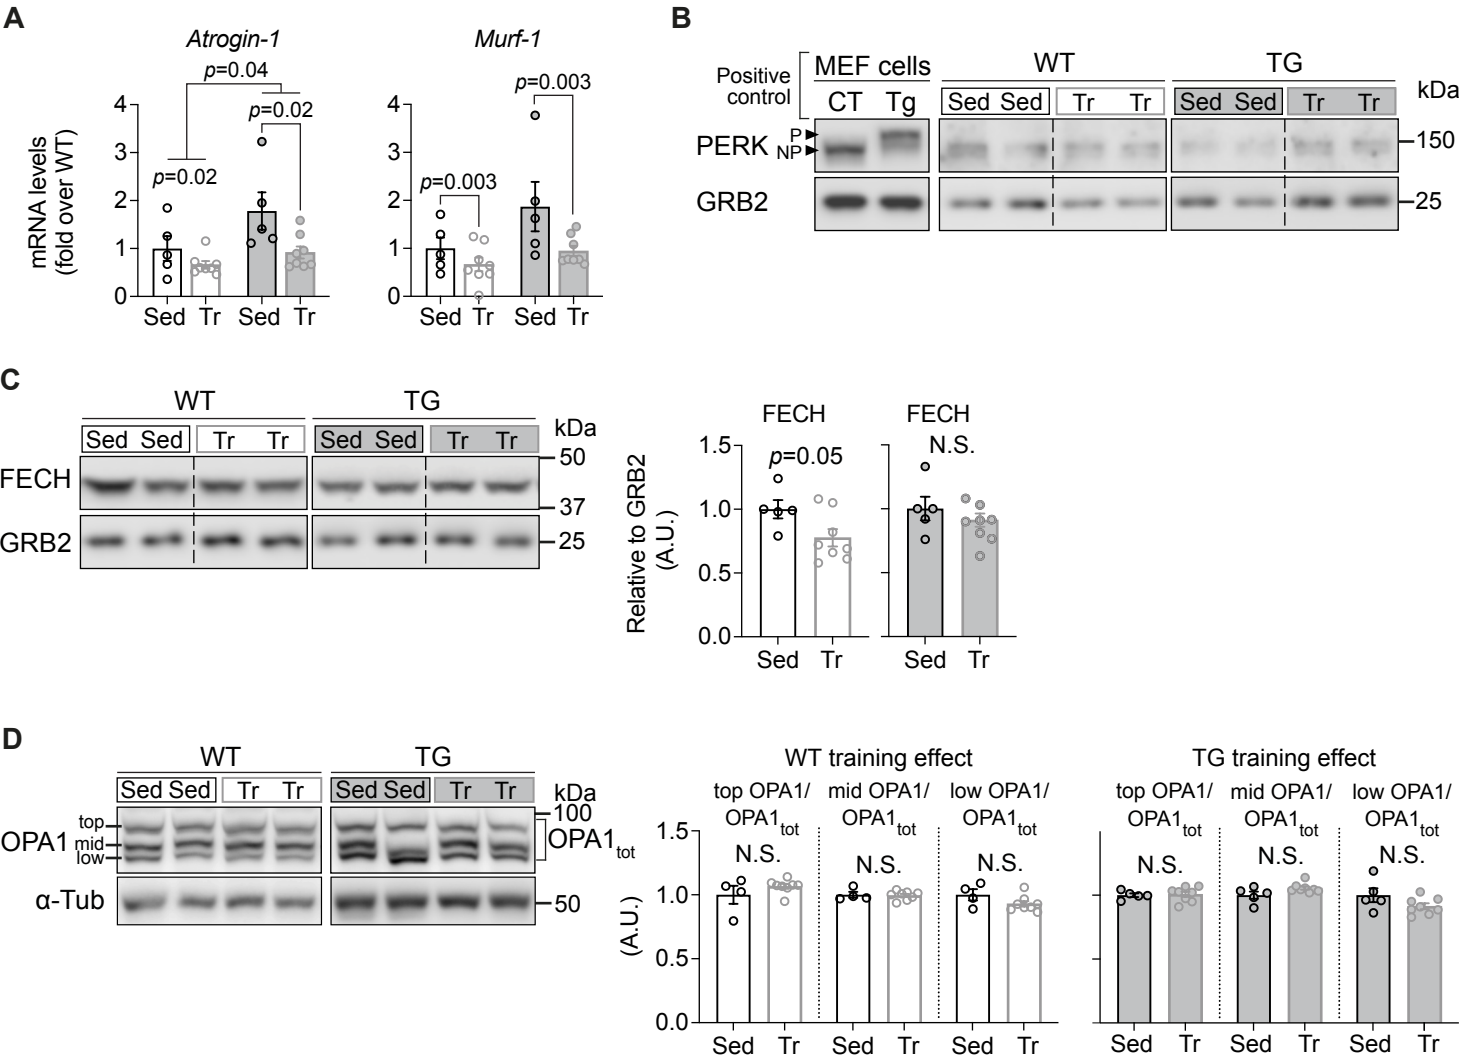 A
Atrogin-1
Murf-1
p=0.04
p=0.02
p=0.02
p=0.003
p=0.003
mRNA levels
(fold over WT)
4
3
2
1
0
4
3
2
1
0
Sed Tr Sed Tr
Sed Tr Sed Tr
B
Positive
control
MEF cells
WT
TG
CT Tg
Sed Sed Tr Tr
Sed Sed Tr Tr
kDa
PERK
P
NP
150
GRB2
25
C
WT
TG
Sed Sed Tr Tr
Sed Sed Tr Tr
kDa
50
FECH
37
GRB2
25
FECH
FECH
p=0.05
N.S.
Relative to GRB2
(A.U.)
1.5
1.0
0.5
0.0
Sed Tr
Sed Tr
D
WT
TG
Sed Sed Tr Tr
Sed Sed Tr Tr
kDa
100
OPA1
top
mid
low
OPA1tot
α-Tub
50
WT training effect
top OPA1/
OPA1tot
mid OPA1/
OPA1tot
low OPA1/
OPA1tot
N.S.
N.S.
N.S.
(A.U.)
1.5
1.0
0.5
0.0
Sed Tr Sed Tr Sed Tr
TG training effect
top OPA1/
OPA1tot
mid OPA1/
OPA1tot
low OPA1/
OPA1tot
N.S.
N.S.
N.S.
Sed Tr Sed Tr Sed Tr